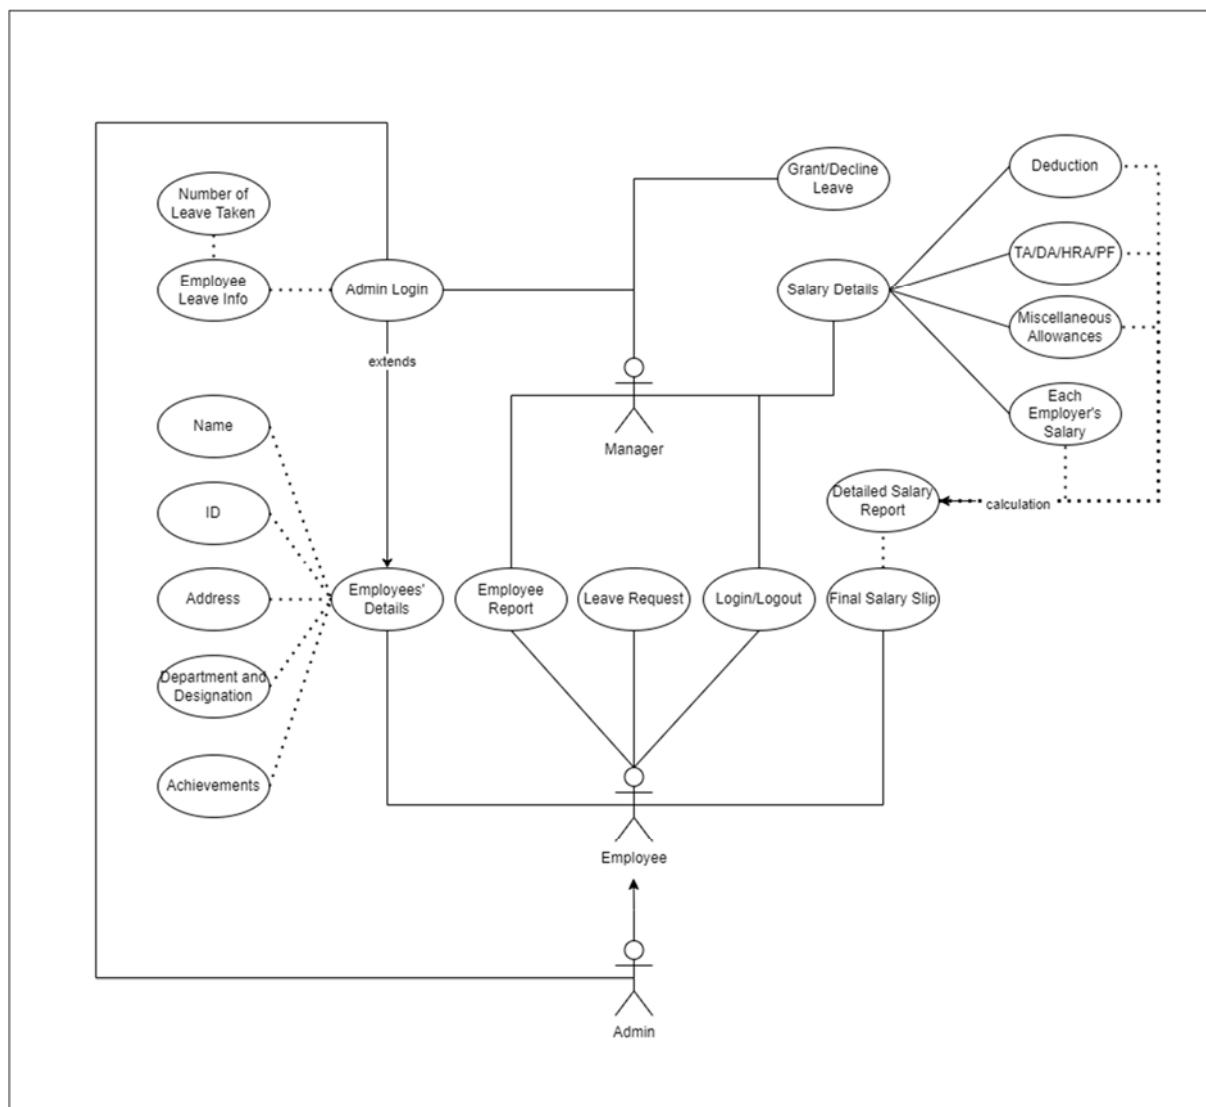 Grant/Decline
Leave
Deduction
Number of
Leave Taken
TA/DA/HRA/PF
Employee
Leave Info
Admin Login
Salary Details
Miscellaneous
Allowances
extends
Each
Employer's
Salary
Name
Manager
Detailed Salary
Report
calculation
ID
Address
Employees'
Details
Employee
Report
Leave Request
Login/Logout
Final Salary Slip
Department and
Designation
Achievements
Employee
Admin